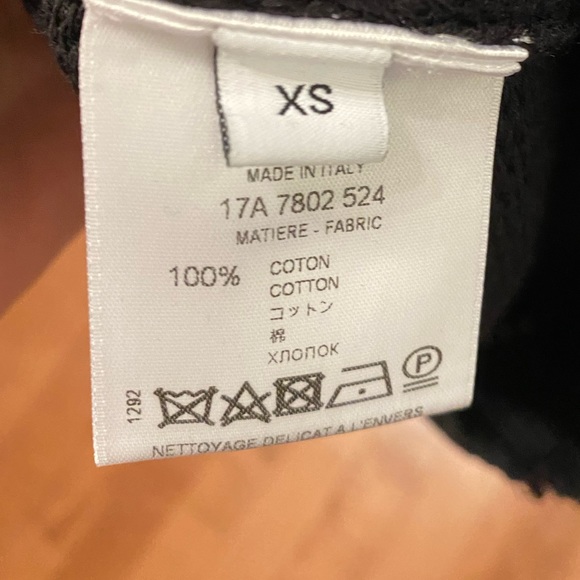 XS
MADE IN ITALY
17A 7802 524
MATIERE - FABRIC
100% COTON
COTTON
コットン
棉
ХЛОПОК
1292
P
NETTOYAGE DELICAT A L'ENVERS